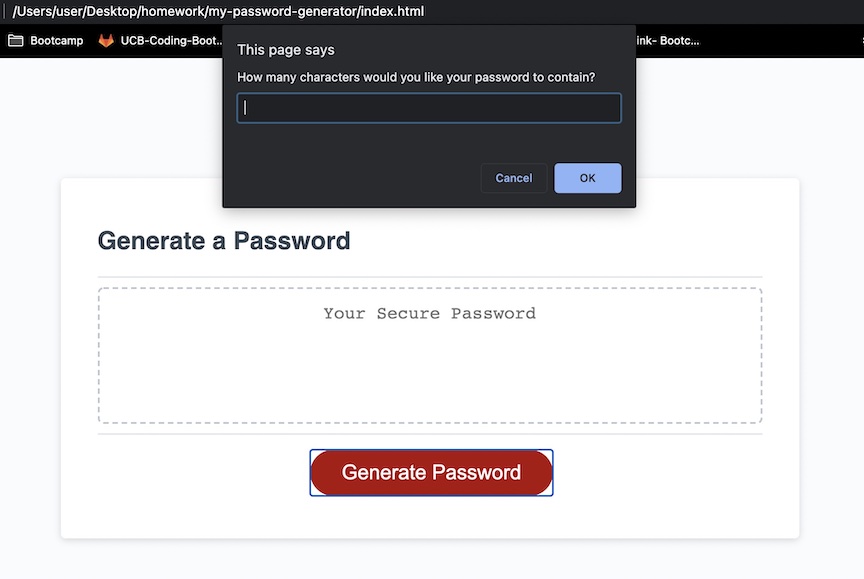 /Users/user/Desktop/homework/my-password-generator/index.html
Bootcamp UCB-Coding-Boot... ink- Bootc...
This page says
How many characters would you like your password to contain?
Cancel OK
Generate a Password
Your Secure Password
Generate Password